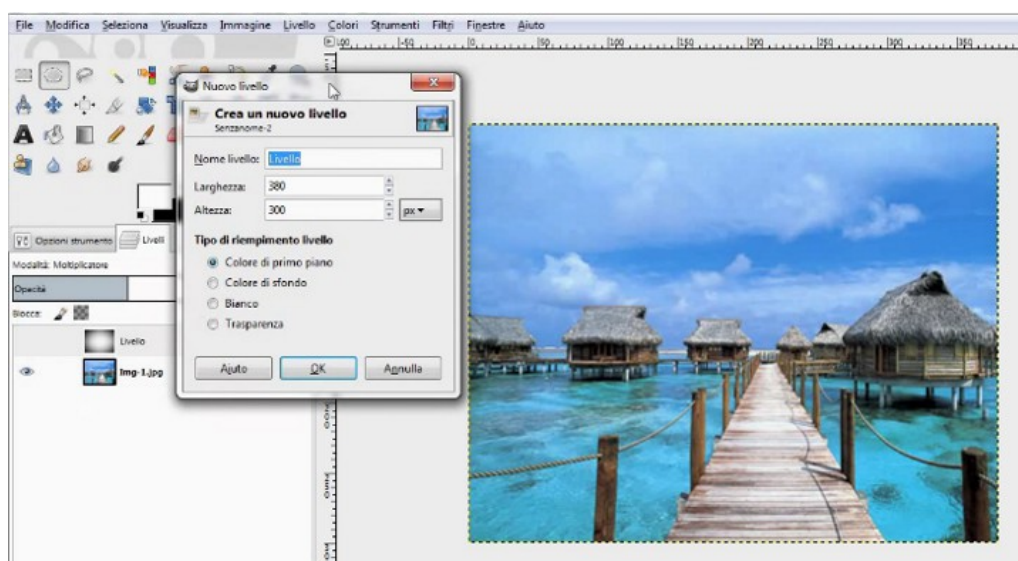 File Modifica Seleziona Visualizza Immagine Livello Colori Strumenti Filtri Finestre Aiuto
Nuovo livello
Crea un nuovo livello
Senzanome-2
Nome livello: Livello
Larghezza: 380
Altezza: 300 px
Tipo di riempimento livello
Colore di primo piano
Colore di sfondo
Bianco
Trasparenza
Aiuto OK Annulla
Opzioni strumento Livelli
Modalità: Moltiplicatore
Opacità
Blocca:
Livello
Img-1.jpg